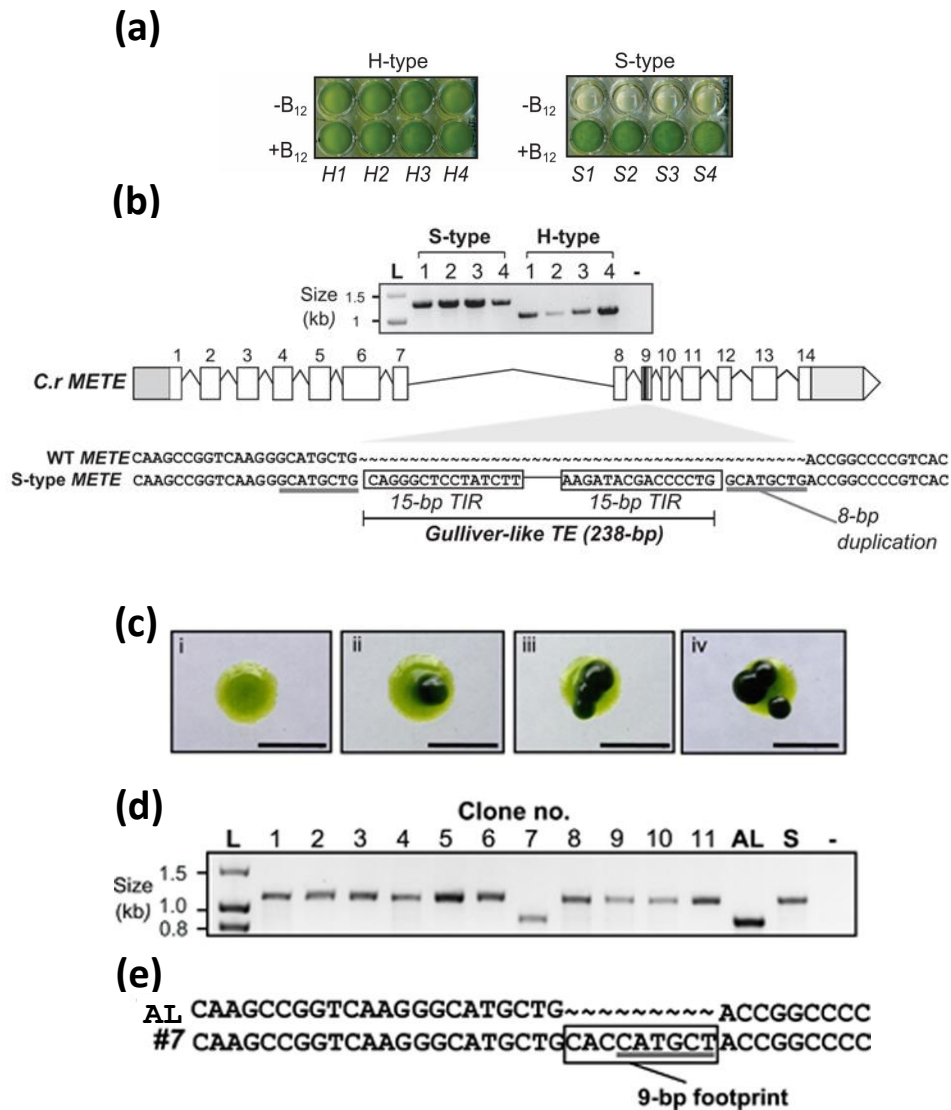 (a)
H-type S-type
-B12 -B12
+B12 +B12
H1 H2 H3 H4 S1 S2 S3 S4
(b)
S-type H-type
L 1 2 3 4 1 2 3 4 -
Size (kb) 1.5
1
1 2 3 4 5 6 7 8 9 10 11 12 13 14
C.r METE
WT METE CAAGCCGGTCAAGGGCATGCTG~~~~~~~~~~~~~~~~~~~~~~~~~~~~~~~~~~~~~~~~~~~~~ACCGGCCCCGTCAC
S-type METE CAAGCCGGTCAAGGGCATGCTG CAGGGCTCCTATCTT AAGATACGACCCCTG GCATGCTGACCGGCCCCGTCAC
15-bp TIR 15-bp TIR
Gulliver-like TE (238-bp)
8-bp
duplication
(c)
i ii iii iv
(d)
Clone no.
L 1 2 3 4 5 6 7 8 9 10 11 AL S -
Size (kb) 1.5
1.0
0.8
(e)
AL CAAGCCGGTCAAGGGCATGCTG~~~~~~~~~ACCGGCCCC
#7 CAAGCCGGTCAAGGGCATGCTGCACCATGCTACCGGCCCC
9-bp footprint